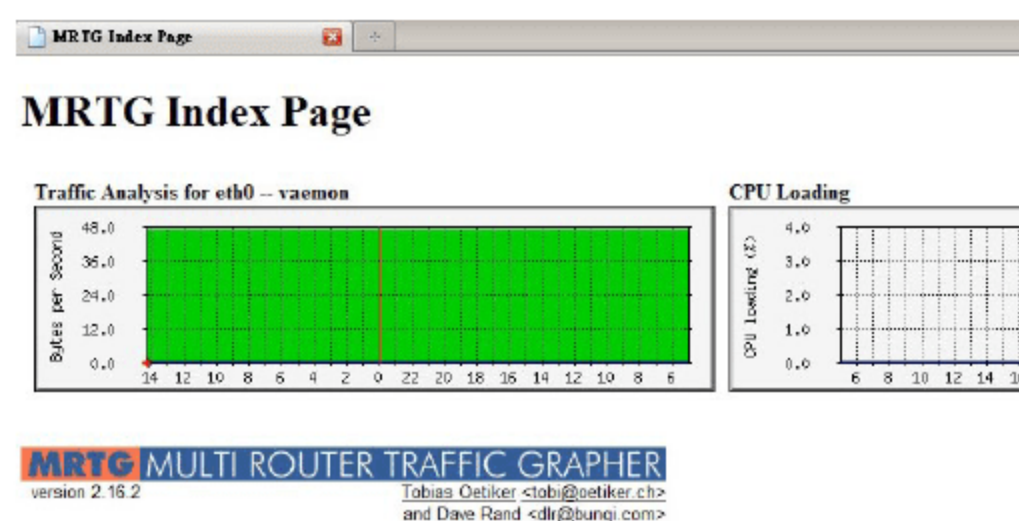 MRTG Index Page
MRTG Index Page
Traffic Analysis for eth0 -- vaemon
CPU Loading
Bytes per Second
48.0
36.0
24.0
12.0
0.0
14 12 10 8 6 4 2 0 22 20 18 16 14 12 10 8 6
CPU loading (%)
4.0
3.0
2.0
1.0
0.0
6 8 10 12 14
MRTG MULTI ROUTER TRAFFIC GRAPHER
version 2.16.2
Tobias Oetiker <tobi@oetiker.ch>
and Dave Rand <dlr@bungi.com>